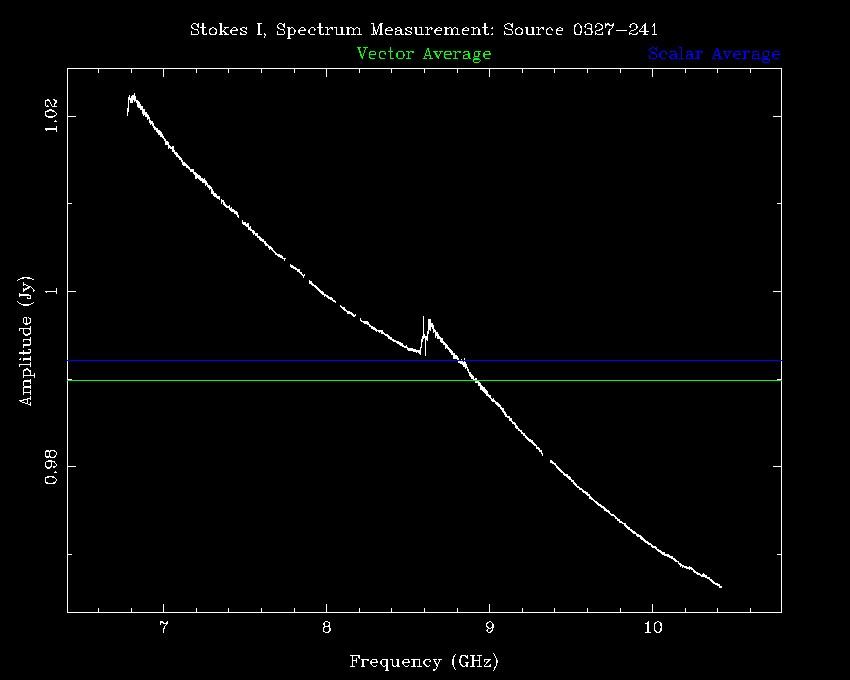 Stokes I, Spectrum Measurement: Source 0327−241
Vector Average Scalar Average
1.02
1
0.98
Amplitude (Jy)
7 8 9 10
Frequency (GHz)